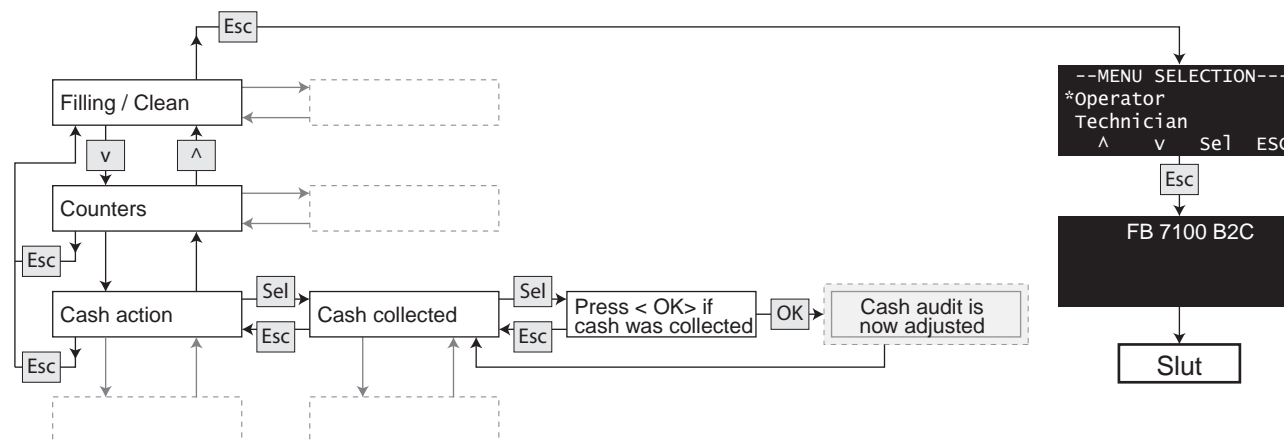 Esc
--MENU SELECTION---
Filling / Clean
*Operator
Technician
v
^
^ v Sel ESC
Esc
Counters
FB 7100 B2C
Esc
Sel
Sel
Cash action
Cash collected
Press < OK> if
cash was collected
OK
Cash audit is
now adjusted
Esc
Esc
Esc
Slut